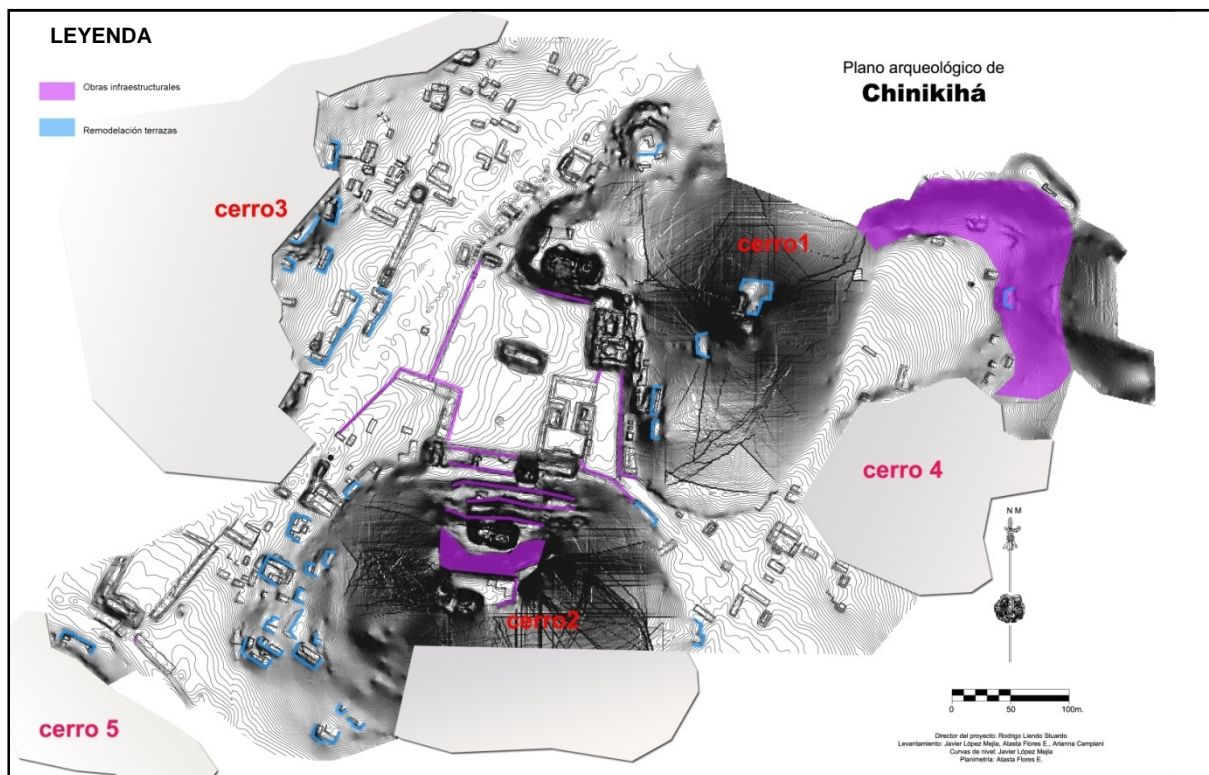 LEYENDA
Obras infraestructurales
Remodelación terrazas
Plano arqueológico de
Chinikihá
cerro3
cerro1
cerro 4
N M
cerro2
cerro 5
0 50 100m.
Director del proyecto: Rodrigo Liendo Stuardo
Levantamiento: Javier López Mejía, Atasta Flores E., Arianna Campiani
Curvas de nivel: Javier López Mejía
Planimetría: Atasta Flores E.